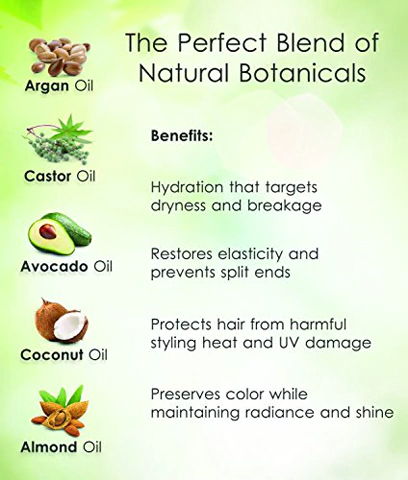 The Perfect Blend of
Natural Botanicals
Argan Oil
Castor Oil
Avocado Oil
Coconut Oil
Almond Oil
Benefits:
Hydration that targets
dryness and breakage
Restores elasticity and
prevents split ends
Protects hair from harmful
styling heat and UV damage
Preserves color while
maintaining radiance and shine